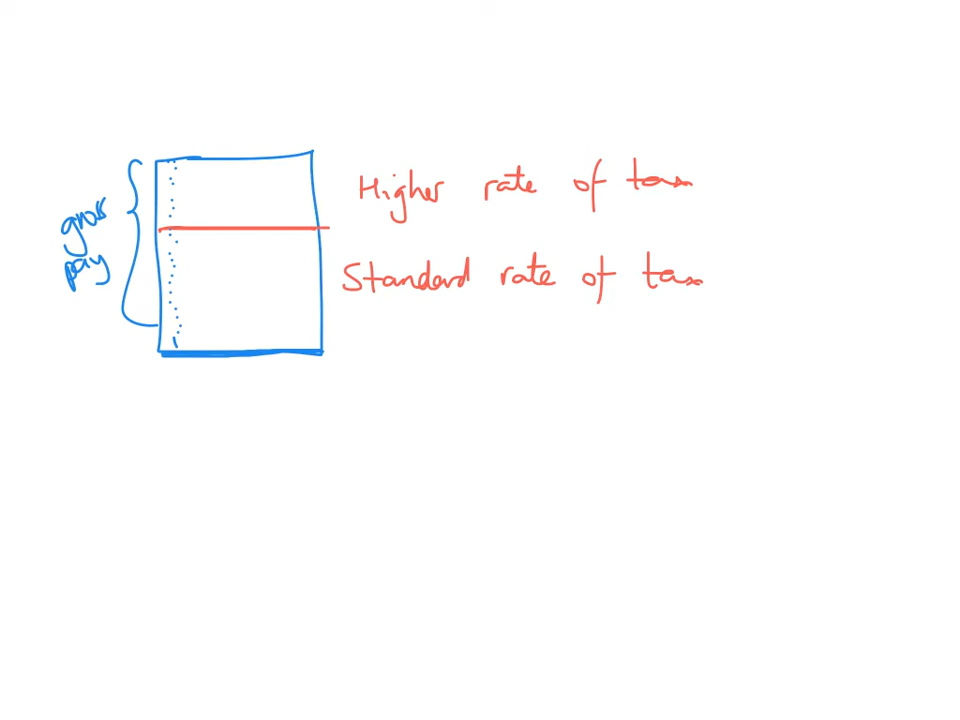 Higher rate of tax
gross
pay
Standard rate of tax